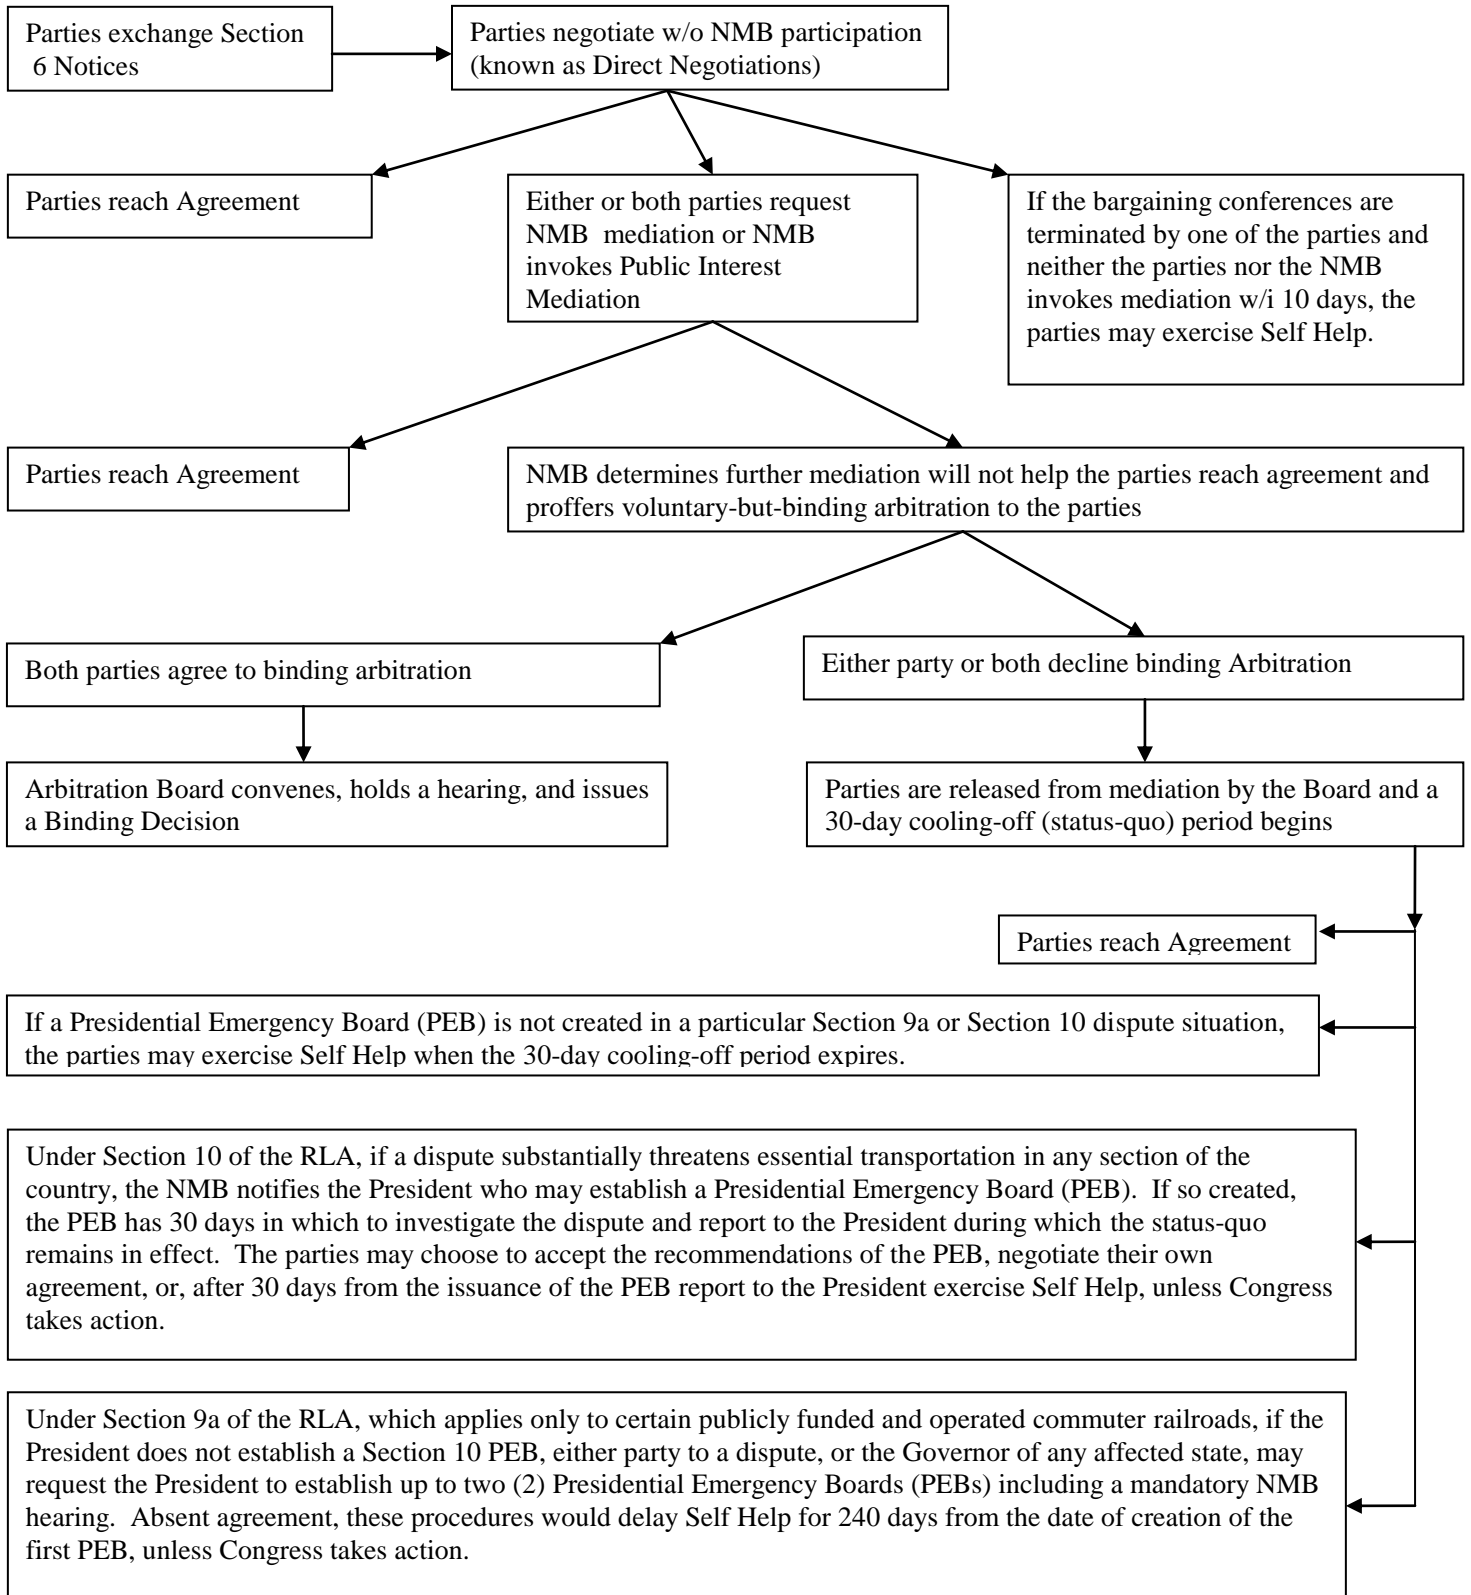 Parties exchange Section
6 Notices
Parties negotiate w/o NMB participation
(known as Direct Negotiations)
Parties reach Agreement
Either or both parties request
NMB mediation or NMB
invokes Public Interest
Mediation
If the bargaining conferences are
terminated by one of the parties and
neither the parties nor the NMB
invokes mediation w/i 10 days, the
parties may exercise Self Help.
Parties reach Agreement
NMB determines further mediation will not help the parties reach agreement and
proffers voluntary-but-binding arbitration to the parties
Both parties agree to binding arbitration
Either party or both decline binding Arbitration
Arbitration Board convenes, holds a hearing, and issues
a Binding Decision
Parties are released from mediation by the Board and a
30-day cooling-off (status-quo) period begins
Parties reach Agreement
If a Presidential Emergency Board (PEB) is not created in a particular Section 9a or Section 10 dispute situation,
the parties may exercise Self Help when the 30-day cooling-off period expires.
Under Section 10 of the RLA, if a dispute substantially threatens essential transportation in any section of the
country, the NMB notifies the President who may establish a Presidential Emergency Board (PEB). If so created,
the PEB has 30 days in which to investigate the dispute and report to the President during which the status-quo
remains in effect. The parties may choose to accept the recommendations of the PEB, negotiate their own
agreement, or, after 30 days from the issuance of the PEB report to the President exercise Self Help, unless Congress
takes action.
Under Section 9a of the RLA, which applies only to certain publicly funded and operated commuter railroads, if the
President does not establish a Section 10 PEB, either party to a dispute, or the Governor of any affected state, may
request the President to establish up to two (2) Presidential Emergency Boards (PEBs) including a mandatory NMB
hearing. Absent agreement, these procedures would delay Self Help for 240 days from the date of creation of the
first PEB, unless Congress takes action.